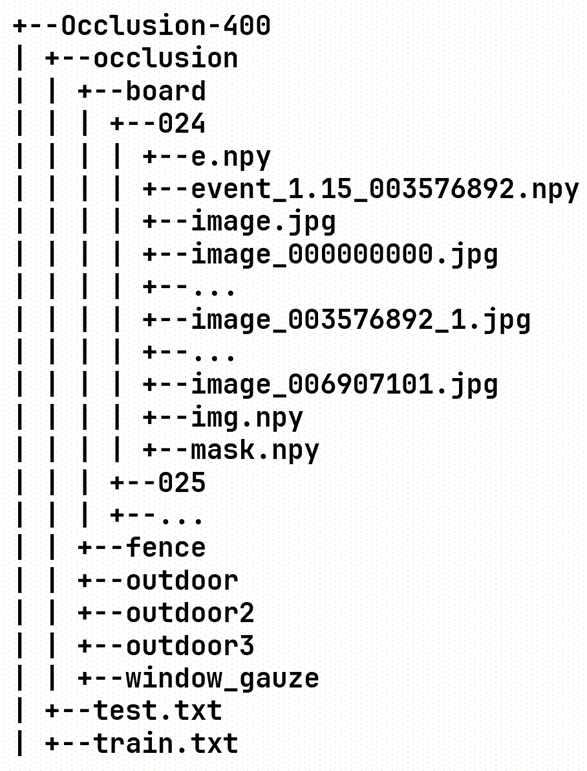 +--Occlusion-400
| +--occlusion
| | +--board
| | | +--024
| | | | +--e.npy
| | | | +--event_1.15_003576892.npy
| | | | +--image.jpg
| | | | +--image_000000000.jpg
| | | | +--...
| | | | +--image_003576892_1.jpg
| | | | +--...
| | | | +--image_006907101.jpg
| | | | +--img.npy
| | | | +--mask.npy
| | | +--025
| | | +--...
| | +--fence
| | +--outdoor
| | +--outdoor2
| | +--outdoor3
| | +--window_gauze
| +--test.txt
| +--train.txt